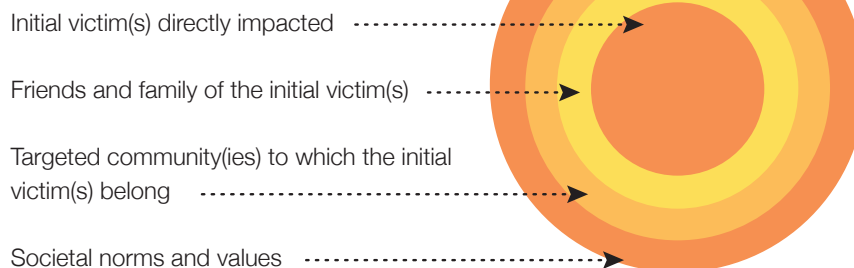 Initial victim(s) directly impacted
Friends and family of the initial victim(s)
Targeted community(ies) to which the initial
victim(s) belong
Societal norms and values